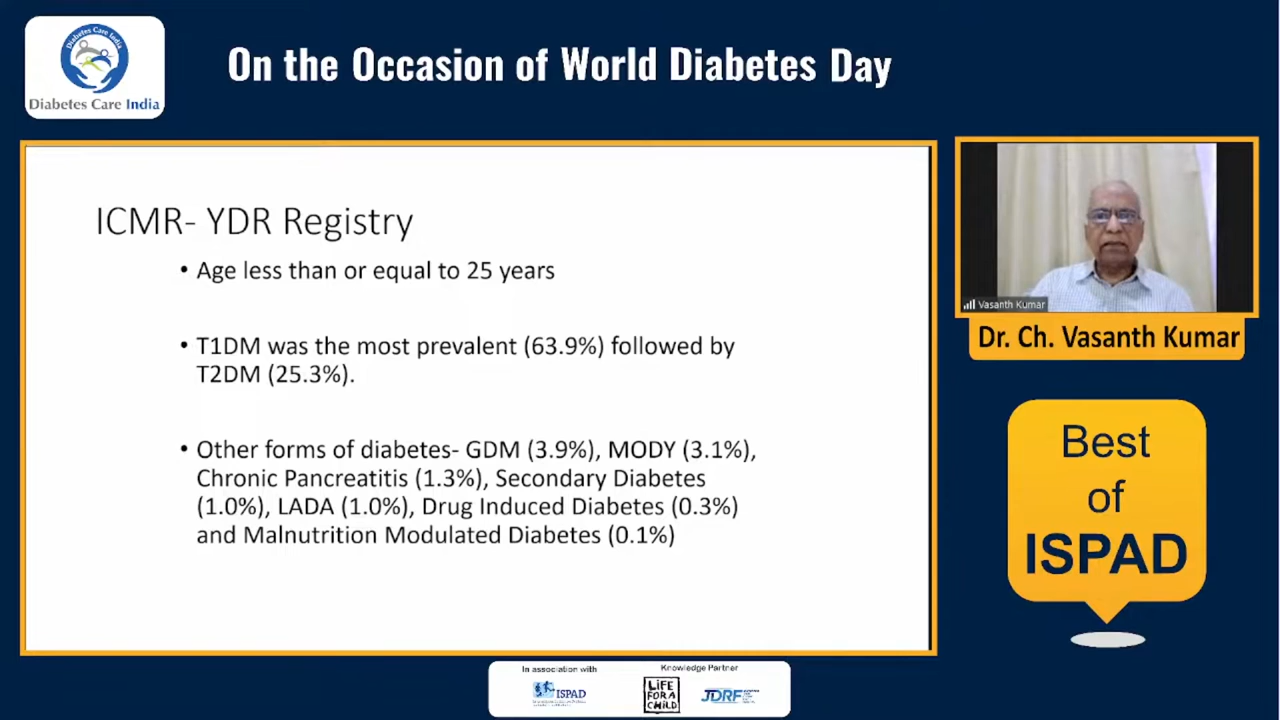 Diabetes Care India
Diabetes Care India
On the Occasion of World Diabetes Day
ICMR- YDR Registry
• Age less than or equal to 25 years
• T1DM was the most prevalent (63.9%) followed by
T2DM (25.3%).
• Other forms of diabetes- GDM (3.9%), MODY (3.1%),
Chronic Pancreatitis (1.3%), Secondary Diabetes
(1.0%), LADA (1.0%), Drug Induced Diabetes (0.3%)
and Malnutrition Modulated Diabetes (0.1%)
Vasanth Kumar
Dr. Ch. Vasanth Kumar
Best
of
ISPAD
In association with
ISPAD
Knowledge Partner
LiFE
FOR A
CHiLD
JDRF